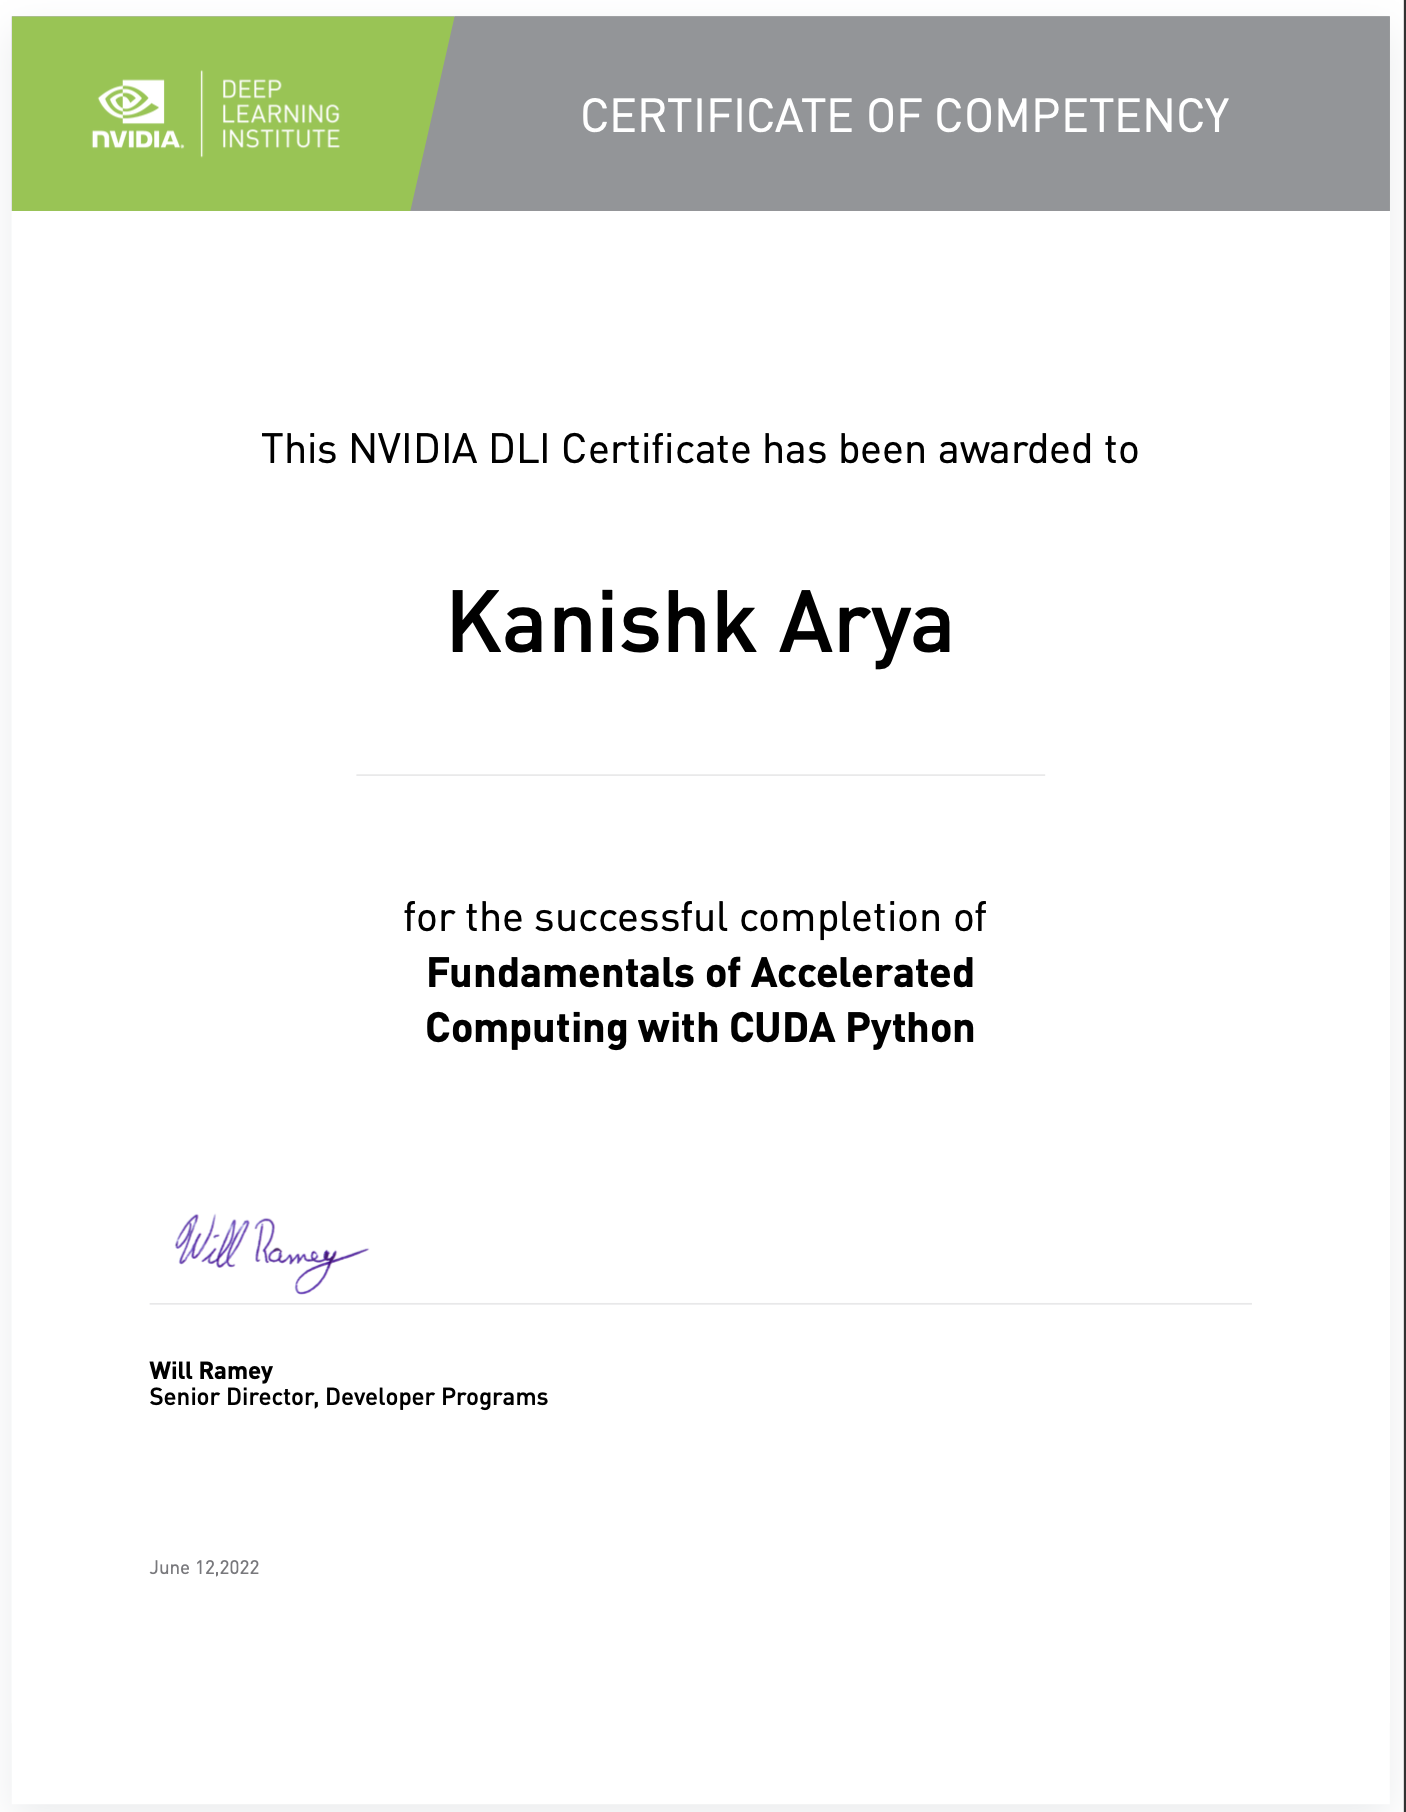 NVIDIA.
DEEP
LEARNING
INSTITUTE
CERTIFICATE OF COMPETENCY
This NVIDIA DLI Certificate has been awarded to
Kanishk Arya
for the successful completion of
Fundamentals of Accelerated
Computing with CUDA Python
Will Ramey
Will Ramey
Senior Director, Developer Programs
June 12,2022